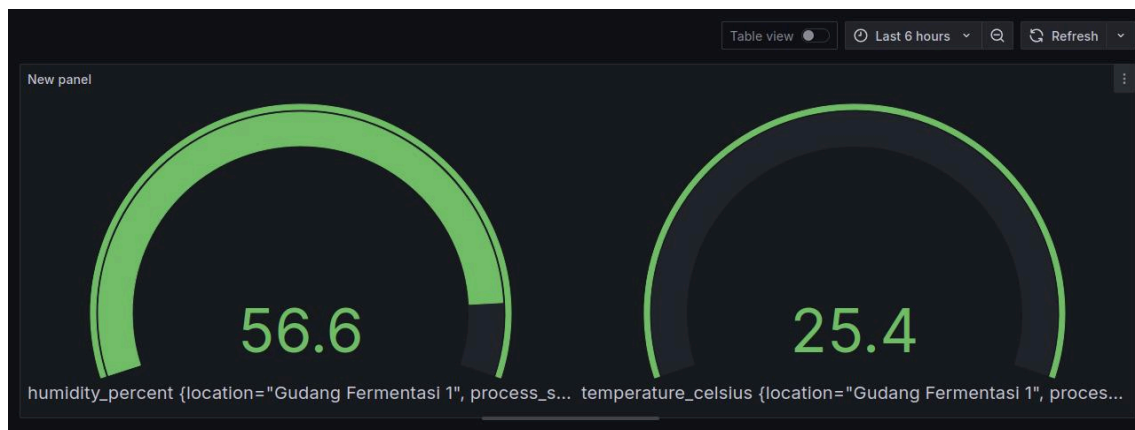 Table view Last 6 hours Refresh
New panel
56.6 25.4
humidity_percent {location="Gudang Fermentasi 1", process_s... temperature_celsius {location="Gudang Fermentasi 1", proces...